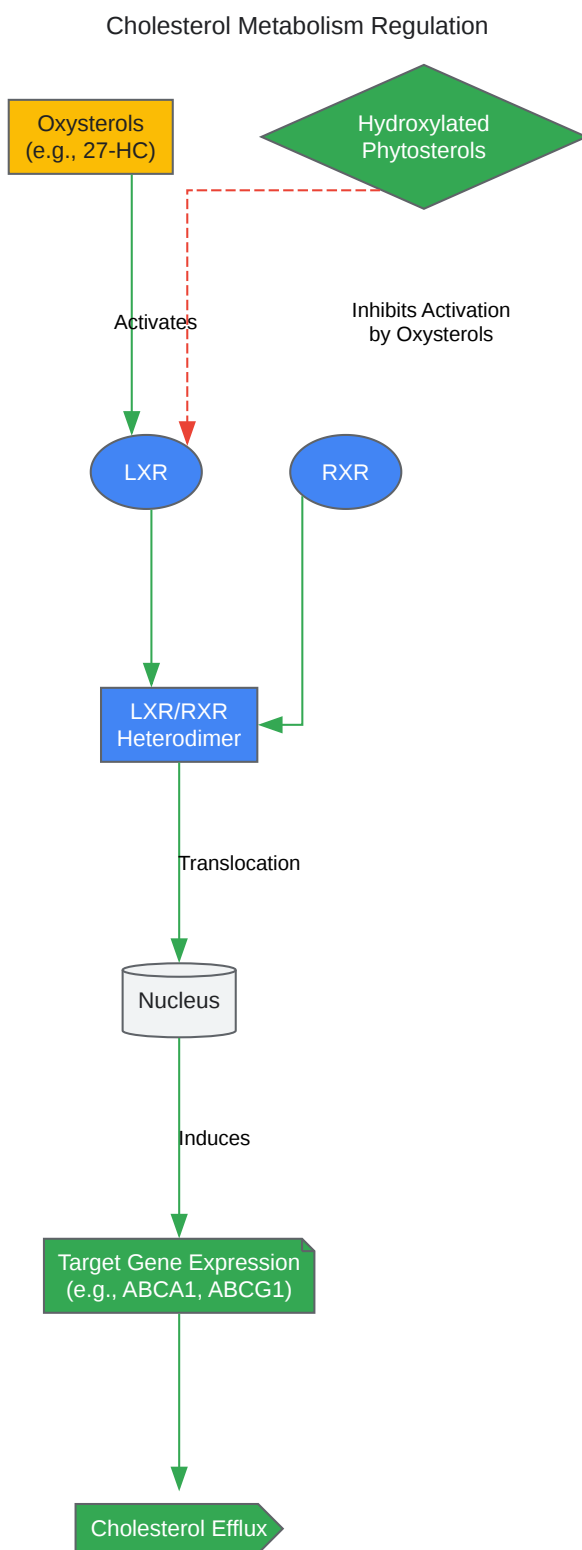 Cholesterol Metabolism Regulation
Oxysterols
(e.g., 27-HC)
Hydroxylated
Phytosterols
Activates
Inhibits Activation
by Oxysterols
LXR
RXR
LXR/RXR
Heterodimer
Translocation
Nucleus
Induces
Target Gene Expression
(e.g., ABCA1, ABCG1)
Cholesterol Efflux